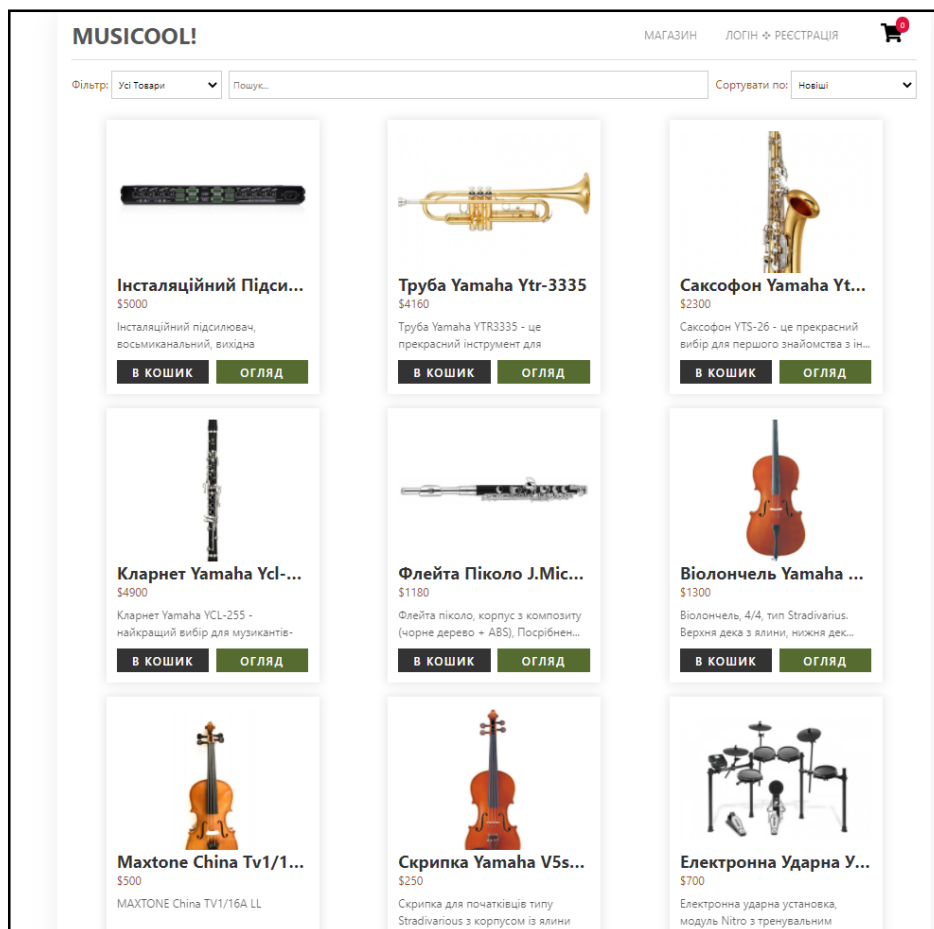 MUSICOOL!
МАГАЗИН
ЛОГІН ✣ РЕЄСТРАЦІЯ
0
Фільтр:
Усі Товари
Пошук...
Сортувати по:
Новіші
Інсталяційний Підси...
$5000
Інсталяційний підсилювач,
восьмиканальний, вихідна
В КОШИК
ОГЛЯД
Труба Yamaha Ytr-3335
$4160
Труба Yamaha YTR3335 - це
прекрасний інструмент для
В КОШИК
ОГЛЯД
Саксофон Yamaha Yt...
$2300
Саксофон YTS-26 - це прекрасний
вибір для першого знайомства з ін...
В КОШИК
ОГЛЯД
Кларнет Yamaha Ycl-...
$4900
Кларнет Yamaha YCL-255 -
найкращий вибір для музикантів-
В КОШИК
ОГЛЯД
Флейта Піколо J.Mic...
$1180
Флейта піколо, корпус з композиту
(чорне дерево + ABS), Посрібнен...
В КОШИК
ОГЛЯД
Віолончель Yamaha ...
$1300
Віолончель, 4/4, тип Stradivarius.
Верхня дека з ялини, нижня дек...
В КОШИК
ОГЛЯД
Maxtone China Tv1/1...
$500
MAXTONE China TV1/16A LL
Скрипка Yamaha V5s...
$250
Скрипка для початківців типу
Stradivarious з корпусом із ялини
Електронна Ударна У...
$700
Електронна ударна установка,
модуль Nitro з тренувальним